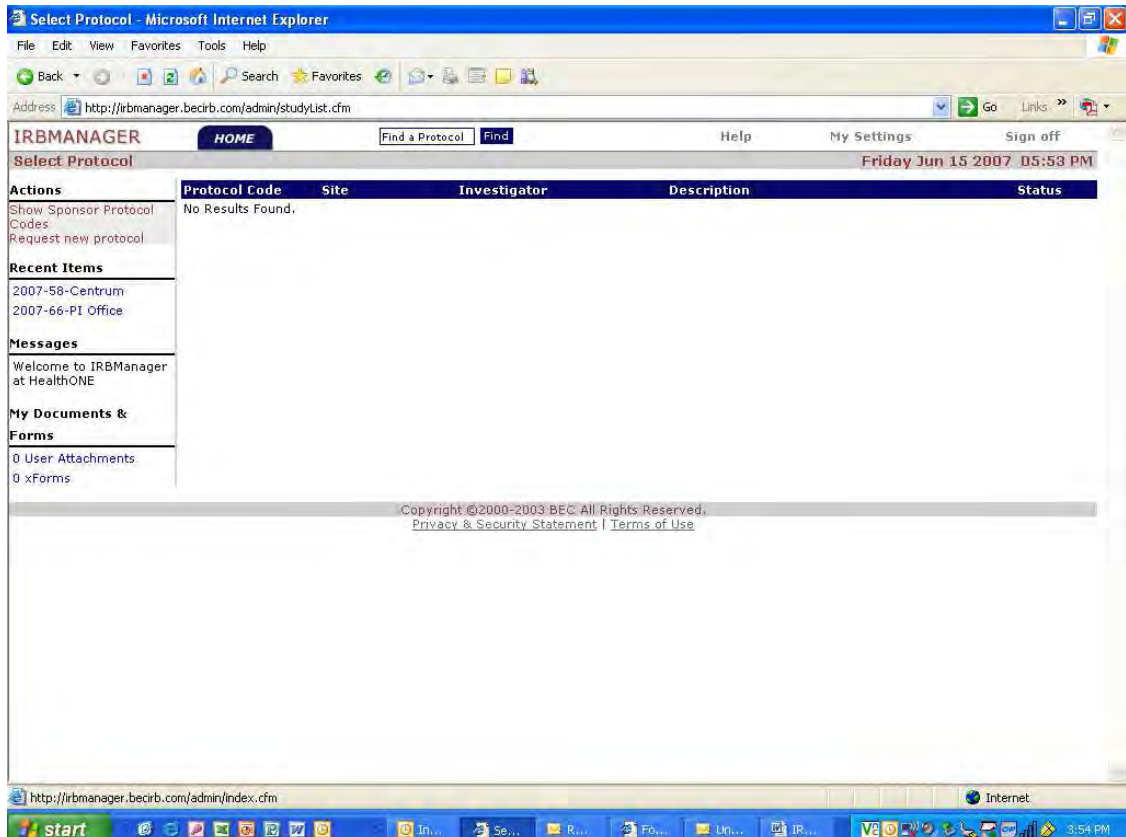 Select Protocol - Microsoft Internet Explorer
File Edit View Favorites Tools Help
Back Search Favorites
Address http://irbmanager.becirb.com/admin/studyList.cfm Go Links »
IRBMANAGER HOME Find a Protocol Find Help My Settings Sign off
Select Protocol Friday Jun 15 2007 05:53 PM
Actions
Show Sponsor Protocol
Codes
Request new protocol
Recent Items
2007-58-Centrum
2007-66-PI Office
Messages
Welcome to IRBManager
at HealthONE
My Documents &
Forms
0 User Attachments
0 xForms
Protocol Code Site Investigator Description Status
No Results Found.
Copyright ©2000-2003 BEC All Rights Reserved.
Privacy & Security Statement | Terms of Use
http://irbmanager.becirb.com/admin/index.cfm Internet
start In... Se... R... Fo... Un... IR... 3:54 PM